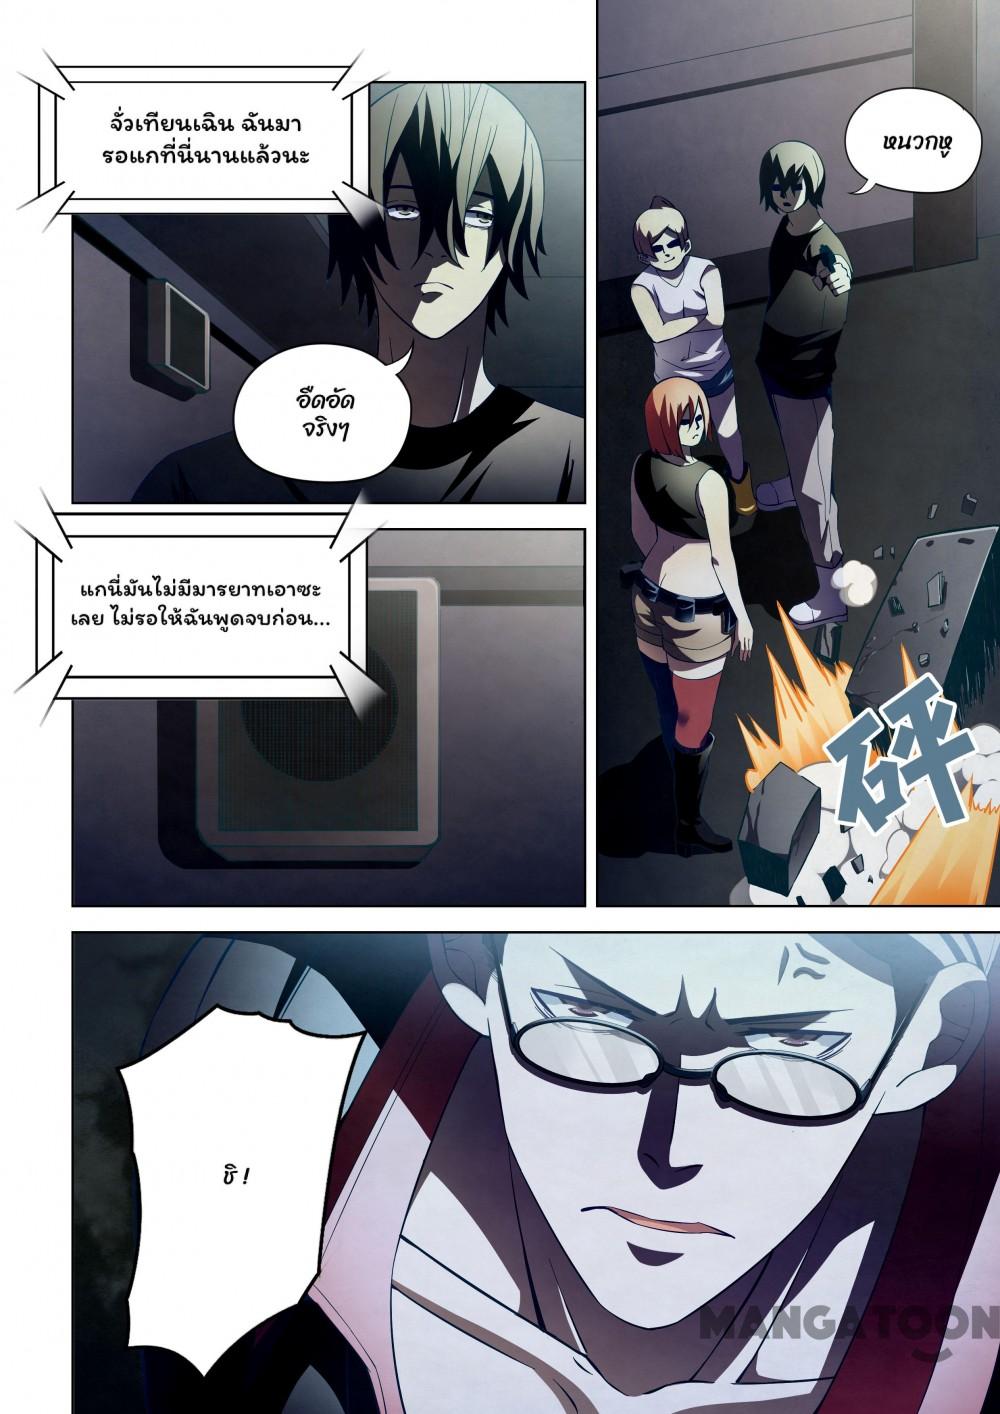 จั่วเทียนเฉิน ฉันมา
รอแกที่นี่นานแล้วนะ
อืดอัด
จริงๆ
หนวกหู
แกนี่มันไม่มีมารยาทเอาซะ
เลย ไม่รอให้ฉันพูดจบก่อน...
砰
ชิ !
MANGATOON